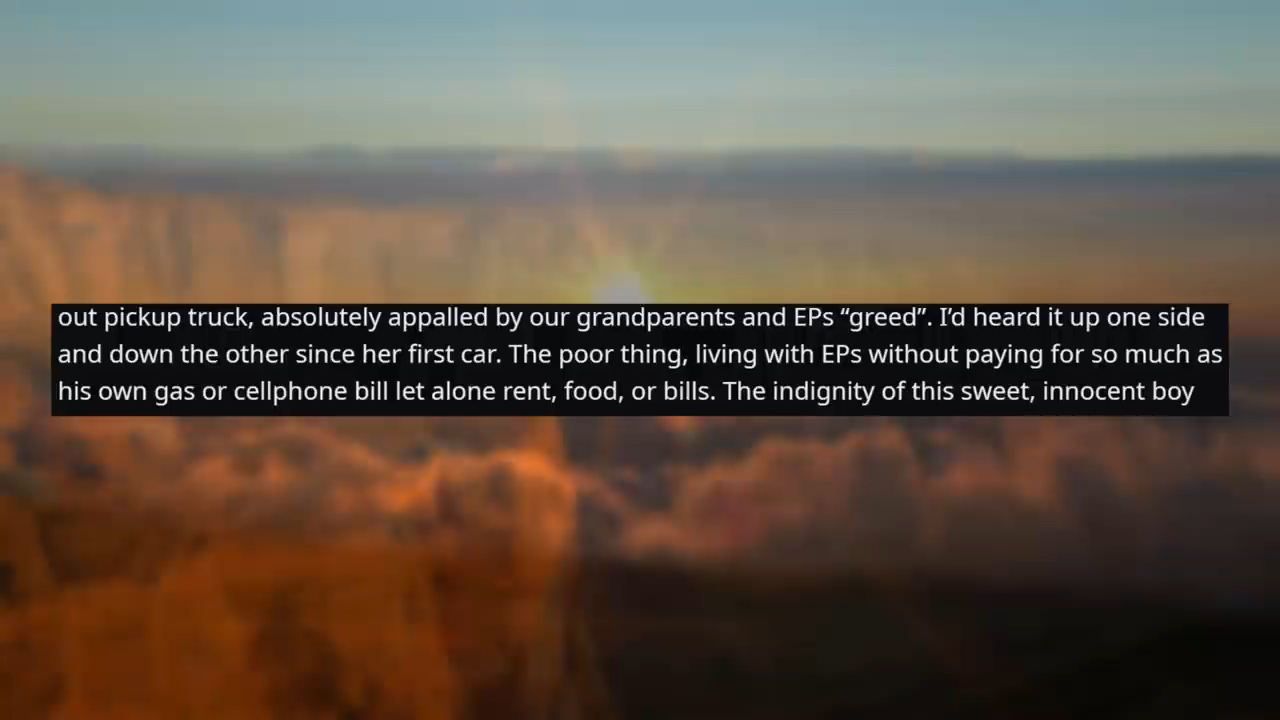 out pickup truck, absolutely appalled by our grandparents and EPs “greed”. I’d heard it up one side
and down the other since her first car. The poor thing, living with EPs without paying for so much as
his own gas or cellphone bill let alone rent, food, or bills. The indignity of this sweet, innocent boy